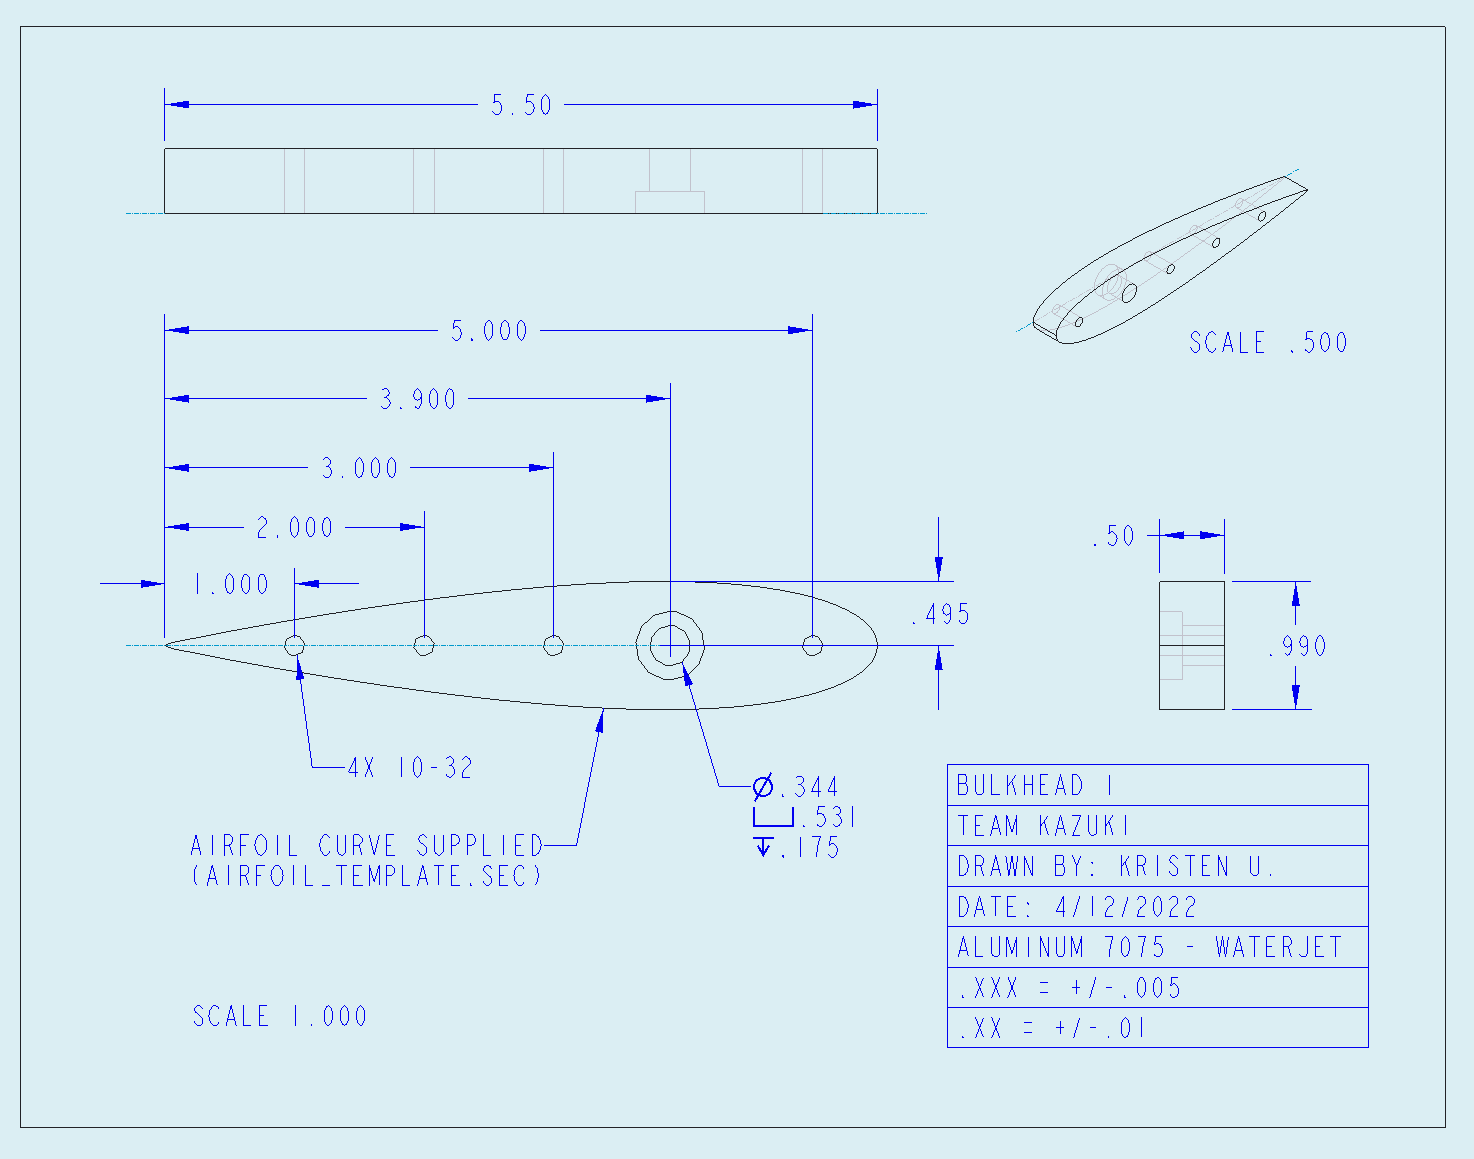 5.50
SCALE .500
5.000
3.900
3.000
2.000
1.000
.495
.50
.990
4X 10-32
Ø.344
⌴.531
↧.175
AIRFOIL CURVE SUPPLIED
(AIRFOIL_TEMPLATE.SEC)
SCALE 1.000
BULKHEAD 1
TEAM KAZUKI
DRAWN BY: KRISTEN U.
DATE: 4/12/2022
ALUMINUM 7075 - WATERJET
.XXX = +/-.005
.XX = +/-.01